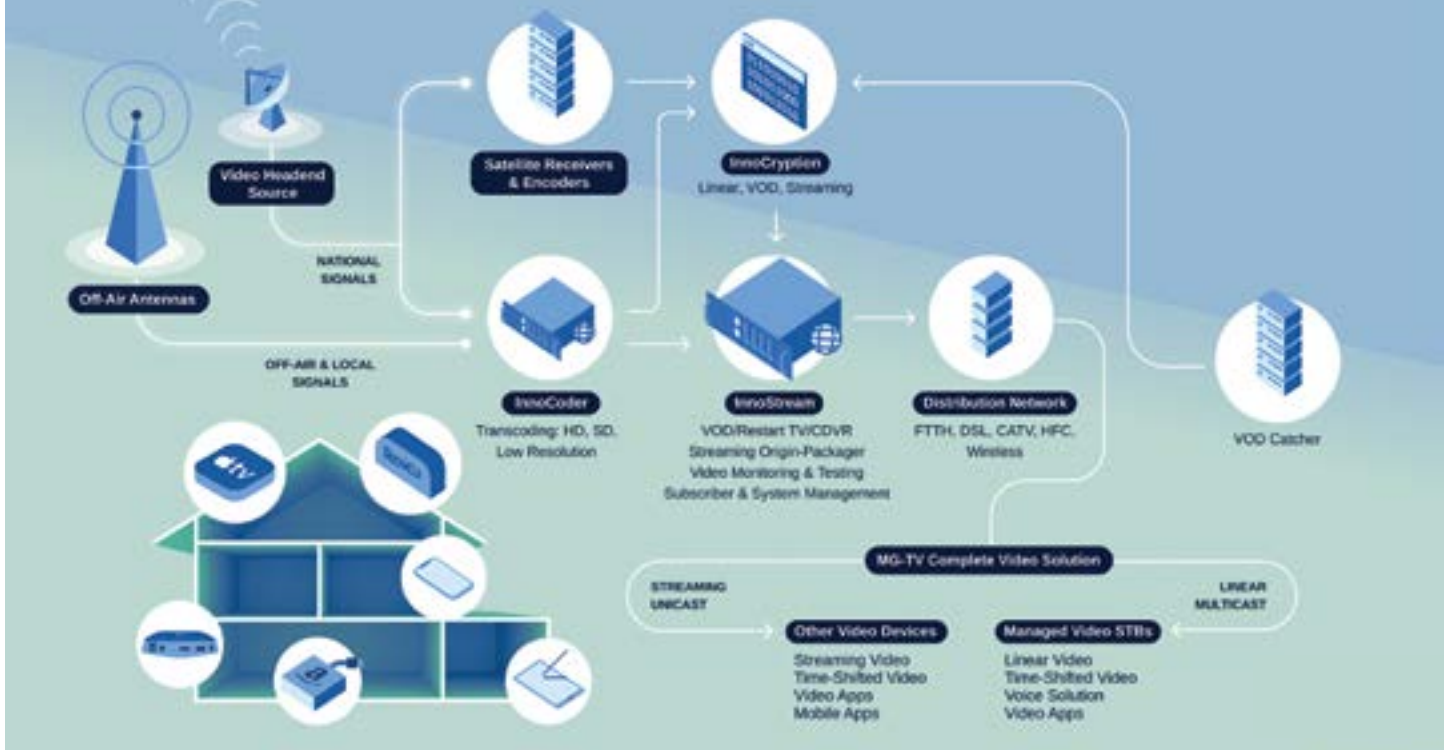 Video Headend
Source
Off-Air Antennas
NATIONAL
SIGNALS
OFF-AIR & LOCAL
SIGNALS
Satellite Receivers
& Encoders
InnoCryption
Linear, VOD, Streaming
InnoCoder
Transcoding: HD, SD,
Low Resolution
InnoStream
VOD/Restart TV/CDVR
Streaming Origin-Packager
Video Monitoring & Testing
Subscriber & System Management
Distribution Network
FTTH, DSL, CATV, HFC,
Wireless
VOD Catcher
tv
MG-TV Complete Video Solution
STREAMING
UNICAST
LINEAR
MULTICAST
Other Video Devices
Streaming Video
Time-Shifted Video
Video Apps
Mobile Apps
Managed Video STBs
Linear Video
Time-Shifted Video
Voice Solution
Video Apps